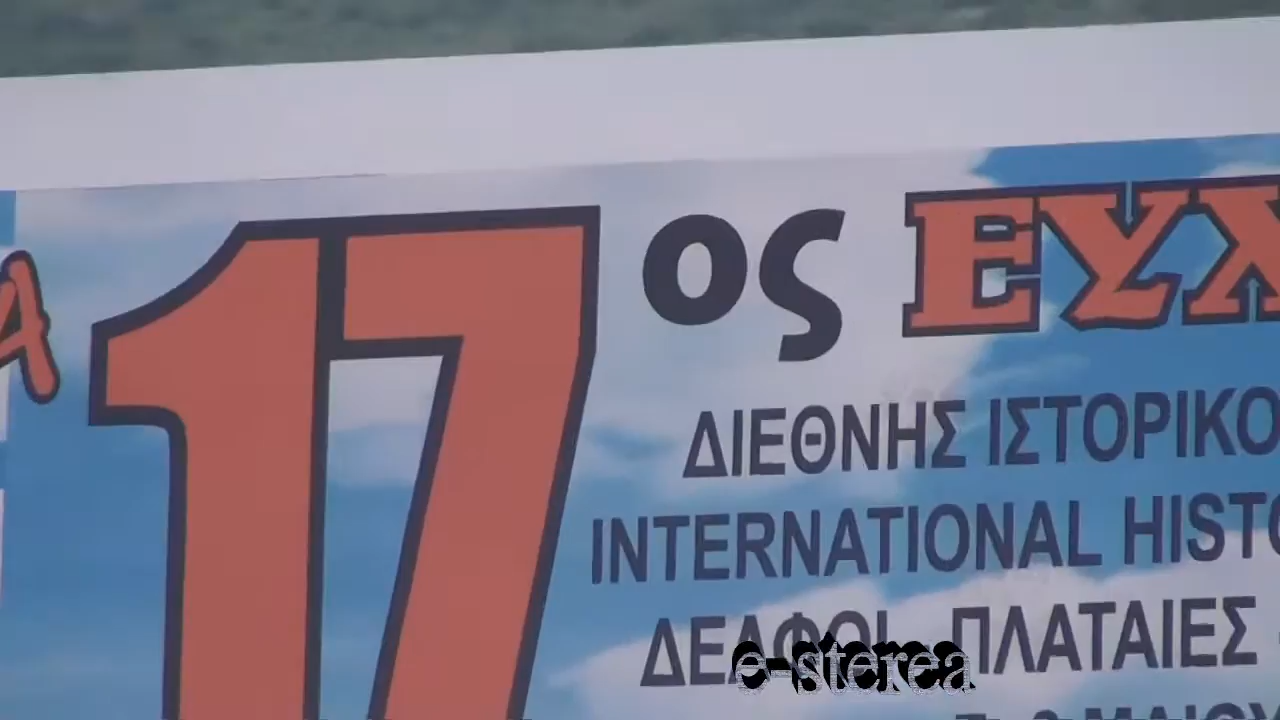 17ος ΕΥΧ
ΔΙΕΘΝΗΣ ΙΣΤΟΡΙΚΟ
INTERNATIONAL HISTO
ΔΕΛΦΟΙ - ΠΛΑΤΑΙΕΣ
e-sterea